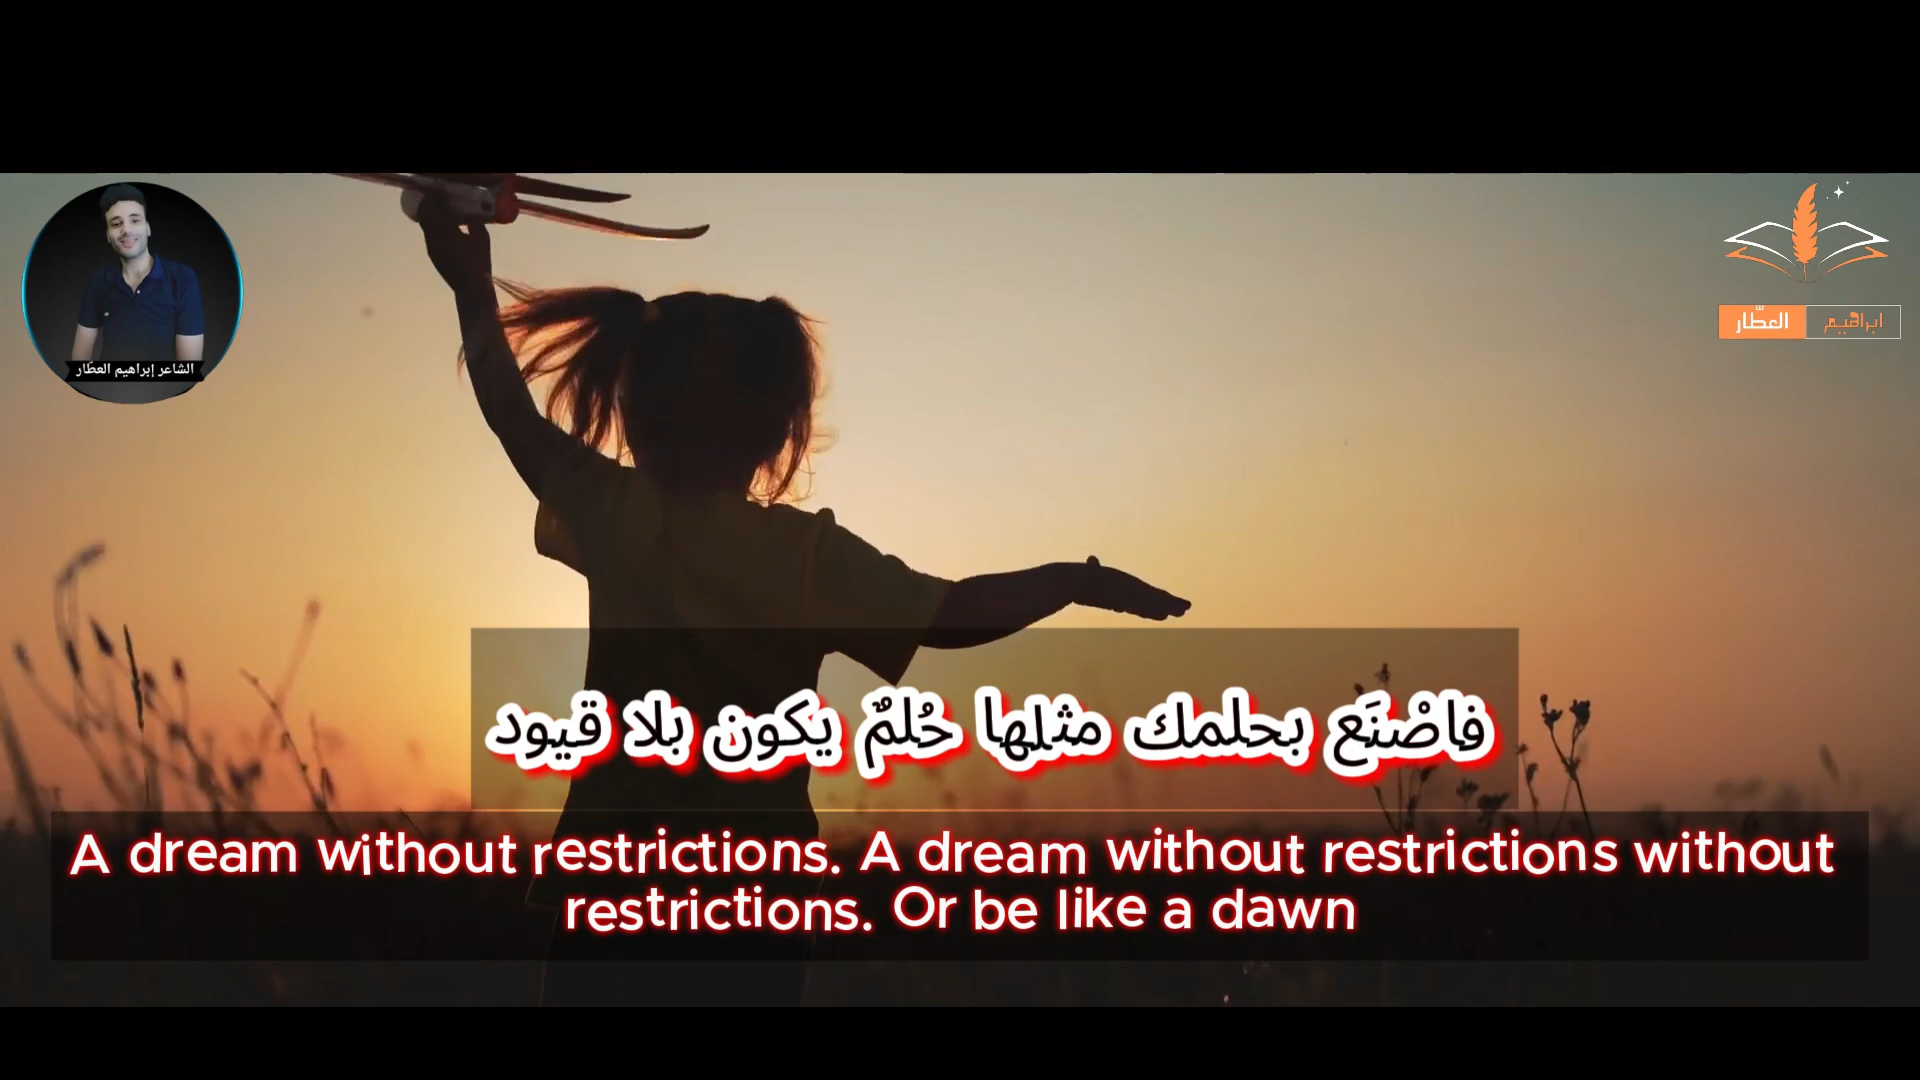 الشاعر إبراهيم العطّار
ابراهيم العطّار
فاصْنَع بحلمك مثلها حُلمٌ يكون بلا قيود
A dream without restrictions. A dream without restrictions without
restrictions. Or be like a dawn